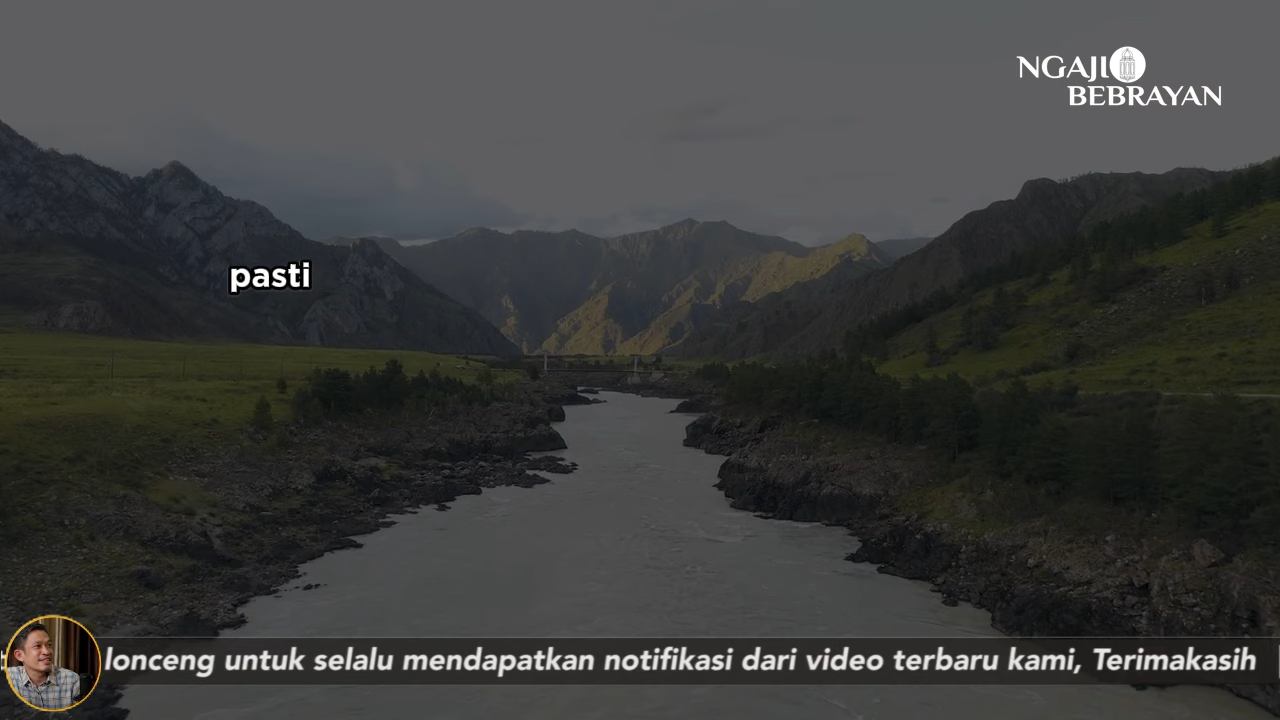 NGAJI
BEBRAYAN
pasti
lonceng untuk selalu mendapatkan notifikasi dari video terbaru kami, Terimakasih